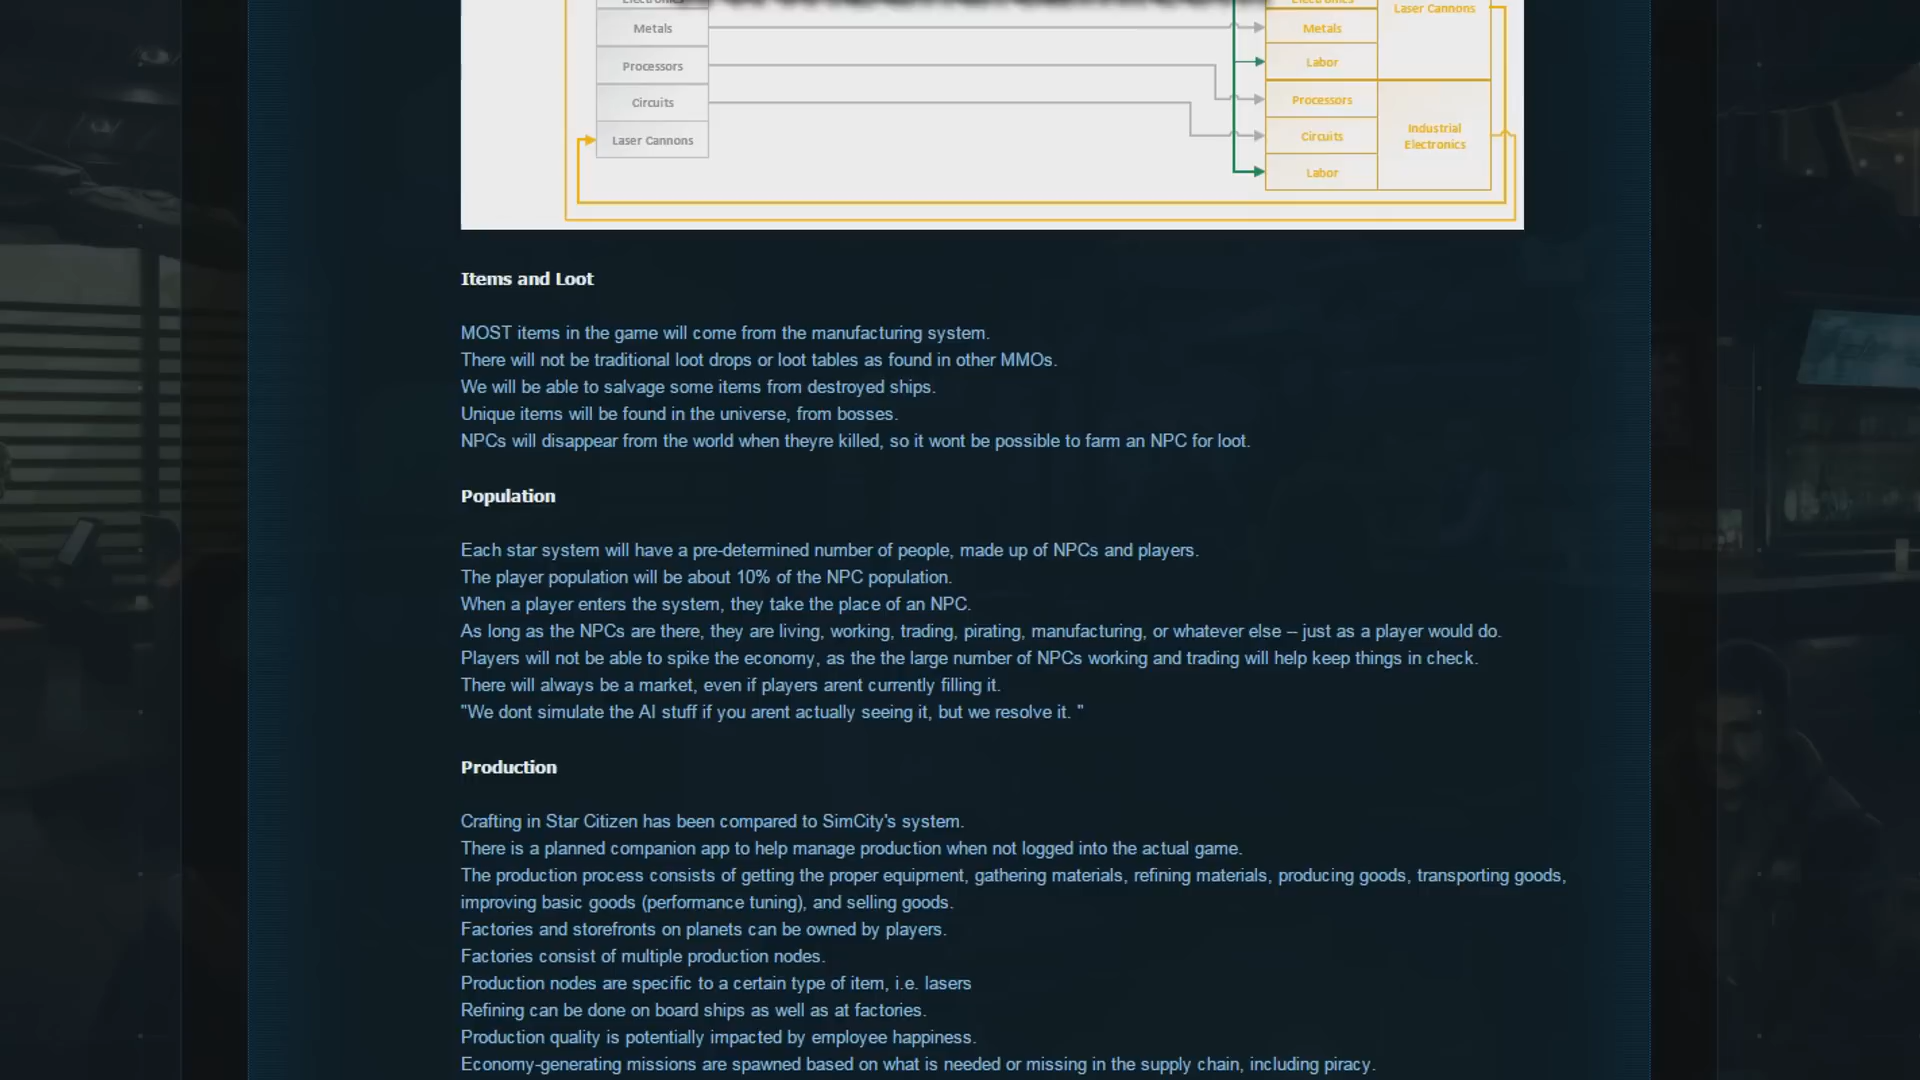 Laser Cannons
Metals
Metals
Labor
Processors
Processors
Circuits
Circuits
Industrial
Electronics
Laser Cannons
Labor
Items and Loot
MOST items in the game will come from the manufacturing system.
There will not be traditional loot drops or loot tables as found in other MMOs.
We will be able to salvage some items from destroyed ships.
Unique items will be found in the universe, from bosses.
NPCs will disappear from the world when theyre killed, so it wont be possible to farm an NPC for loot.
Population
Each star system will have a pre-determined number of people, made up of NPCs and players.
The player population will be about 10% of the NPC population.
When a player enters the system, they take the place of an NPC.
As long as the NPCs are there, they are living, working, trading, pirating, manufacturing, or whatever else – just as a player would do.
Players will not be able to spike the economy, as the the large number of NPCs working and trading will help keep things in check.
There will always be a market, even if players arent currently filling it.
"We dont simulate the AI stuff if you arent actually seeing it, but we resolve it. "
Production
Crafting in Star Citizen has been compared to SimCity's system.
There is a planned companion app to help manage production when not logged into the actual game.
The production process consists of getting the proper equipment, gathering materials, refining materials, producing goods, transporting goods,
improving basic goods (performance tuning), and selling goods.
Factories and storefronts on planets can be owned by players.
Factories consist of multiple production nodes.
Production nodes are specific to a certain type of item, i.e. lasers
Refining can be done on board ships as well as at factories.
Production quality is potentially impacted by employee happiness.
Economy-generating missions are spawned based on what is needed or missing in the supply chain, including piracy.